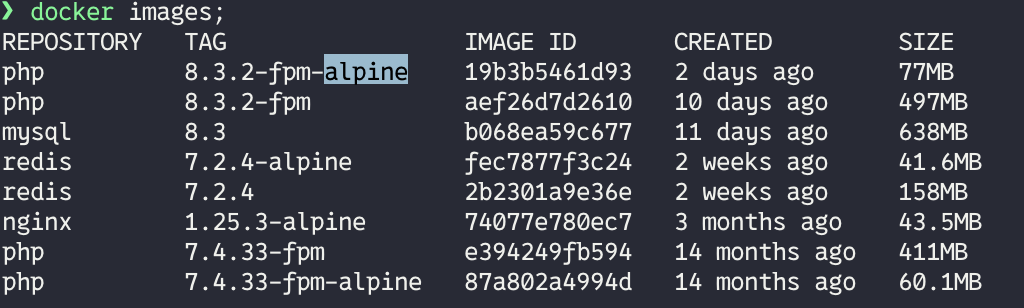 ❯ docker images;
REPOSITORY TAG IMAGE ID CREATED SIZE
php 8.3.2-fpm-alpine 19b3b5461d93 2 days ago 77MB
php 8.3.2-fpm aef26d7d2610 10 days ago 497MB
mysql 8.3 b068ea59c677 11 days ago 638MB
redis 7.2.4-alpine fec7877f3c24 2 weeks ago 41.6MB
redis 7.2.4 2b2301a9e36e 2 weeks ago 158MB
nginx 1.25.3-alpine 74077e780ec7 3 months ago 43.5MB
php 7.4.33-fpm e394249fb594 14 months ago 411MB
php 7.4.33-fpm-alpine 87a802a4994d 14 months ago 60.1MB